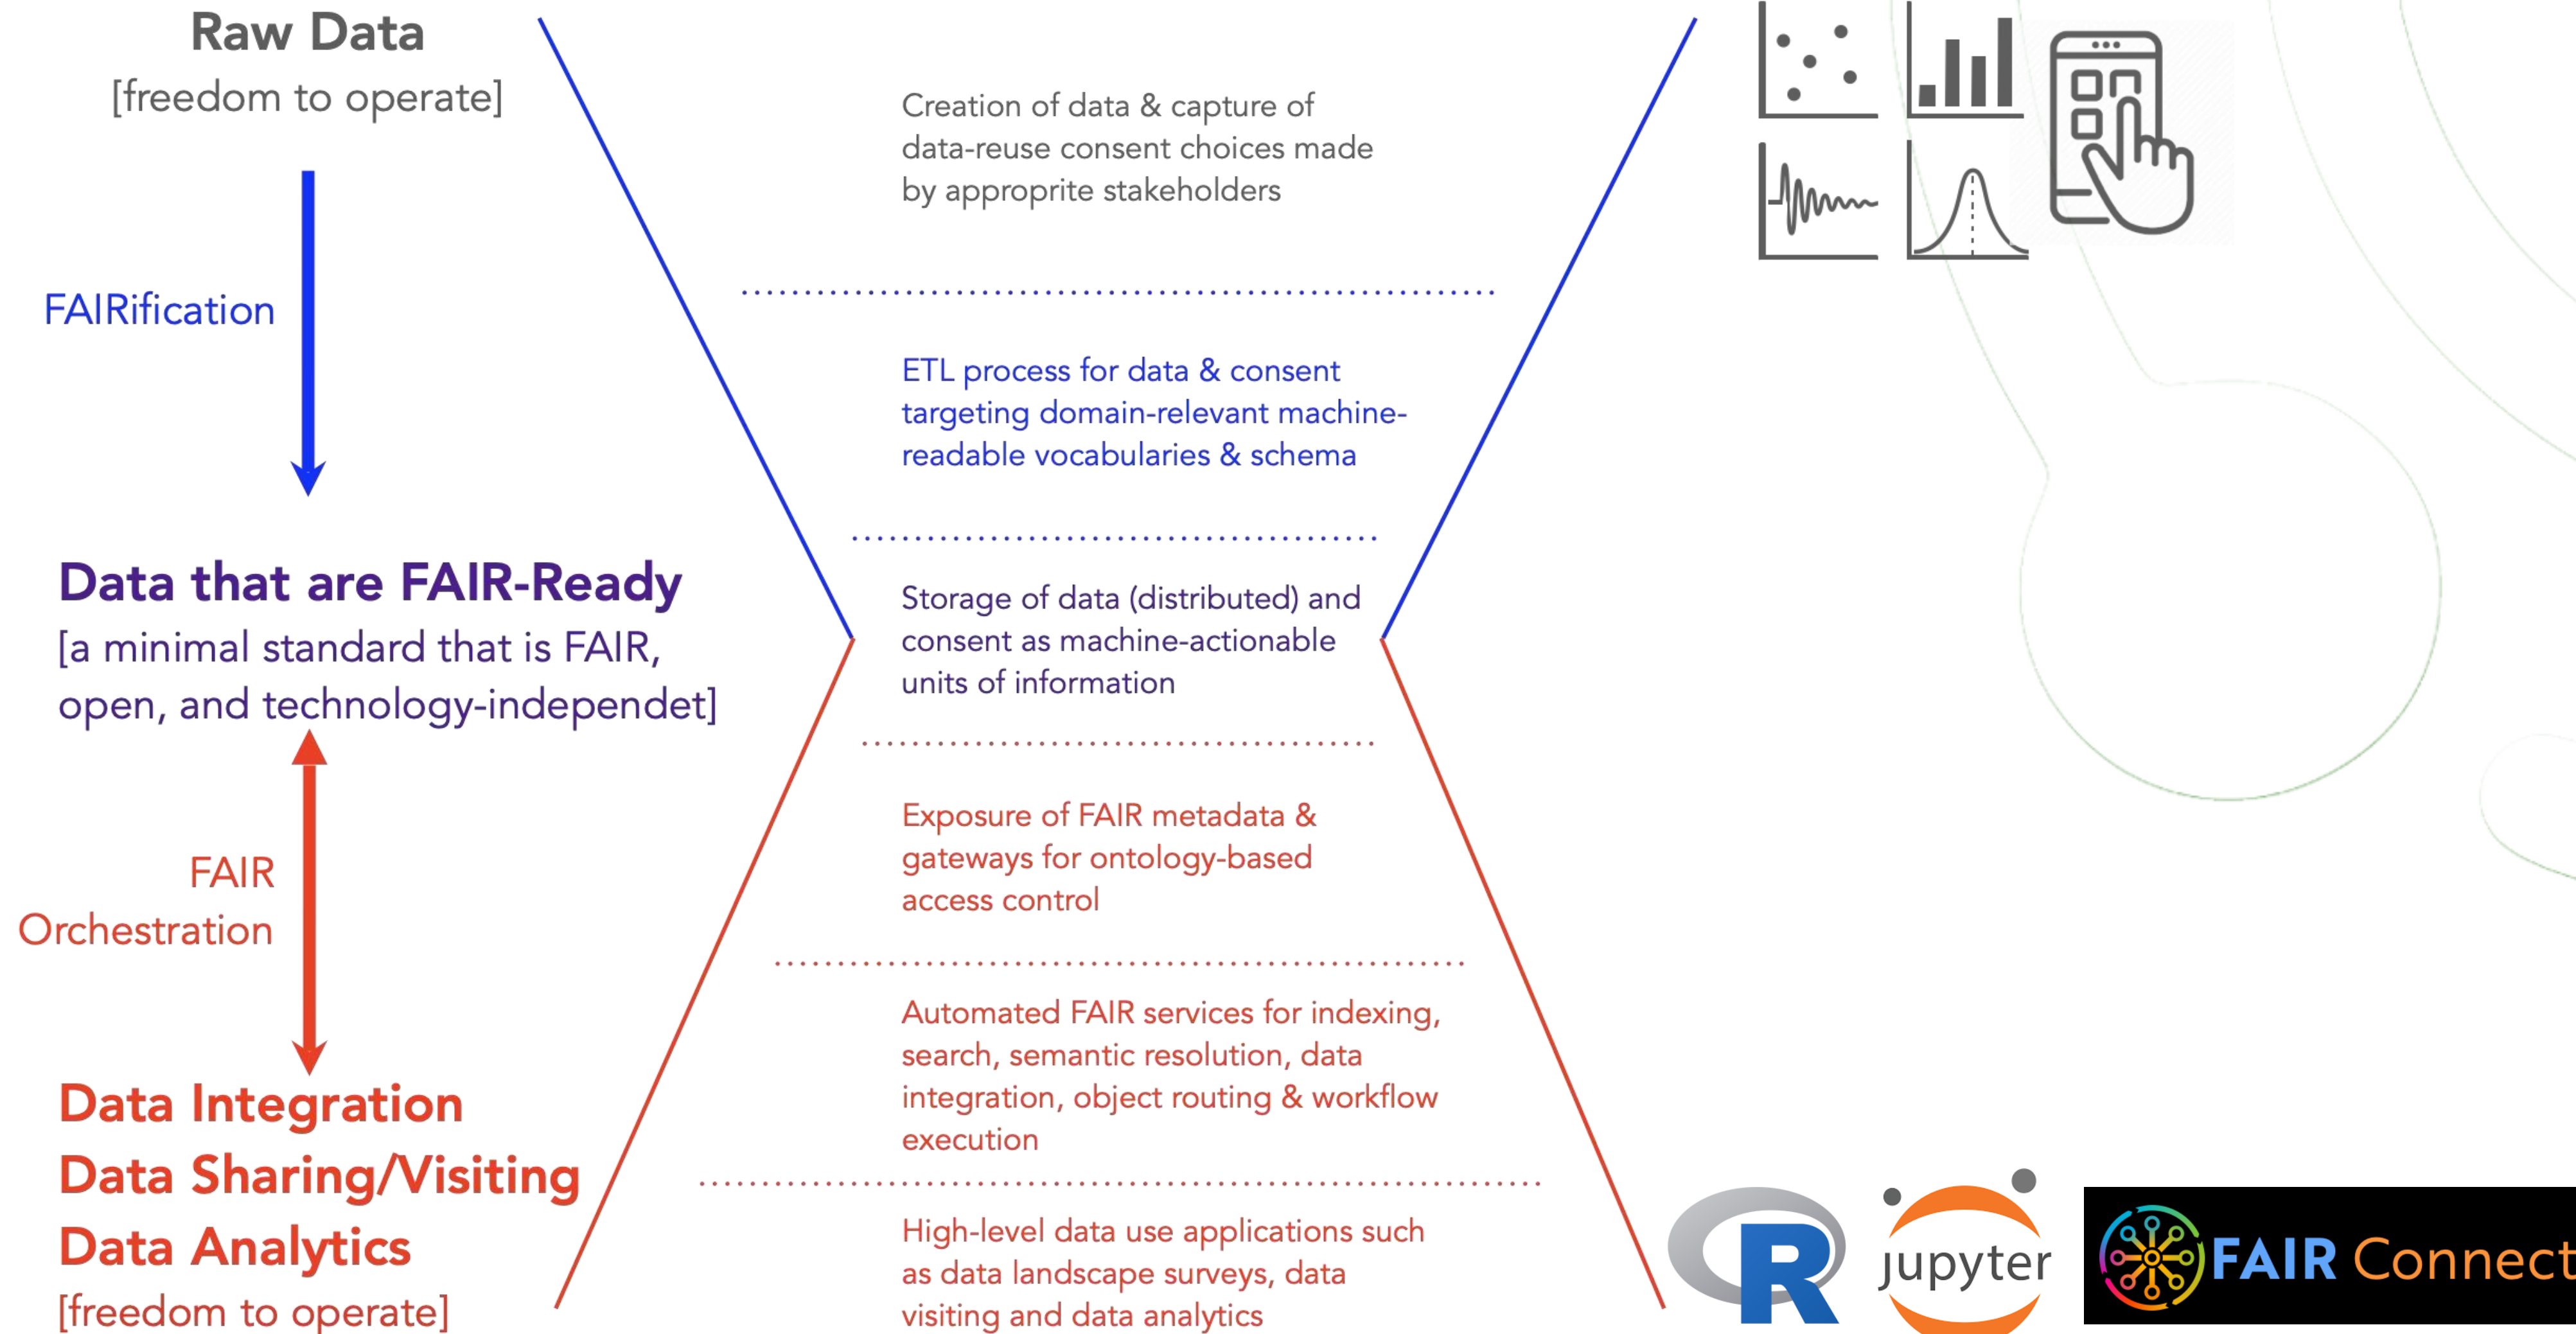 Raw Data
[freedom to operate]
FAIRification
Data that are FAIR-Ready
[a minimal standard that is FAIR,
open, and technology-independet]
FAIR
Orchestration
Data Integration
Data Sharing/Visiting
Data Analytics
[freedom to operate]
Creation of data & capture of
data-reuse consent choices made
by approprite stakeholders
ETL process for data & consent
targeting domain-relevant machine-
readable vocabularies & schema
Storage of data (distributed) and
consent as machine-actionable
units of information
Exposure of FAIR metadata &
gateways for ontology-based
access control
Automated FAIR services for indexing,
search, semantic resolution, data
integration, object routing & workflow
execution
High-level data use applications such
as data landscape surveys, data
visiting and data analytics
R
jupyter
FAIR Connect